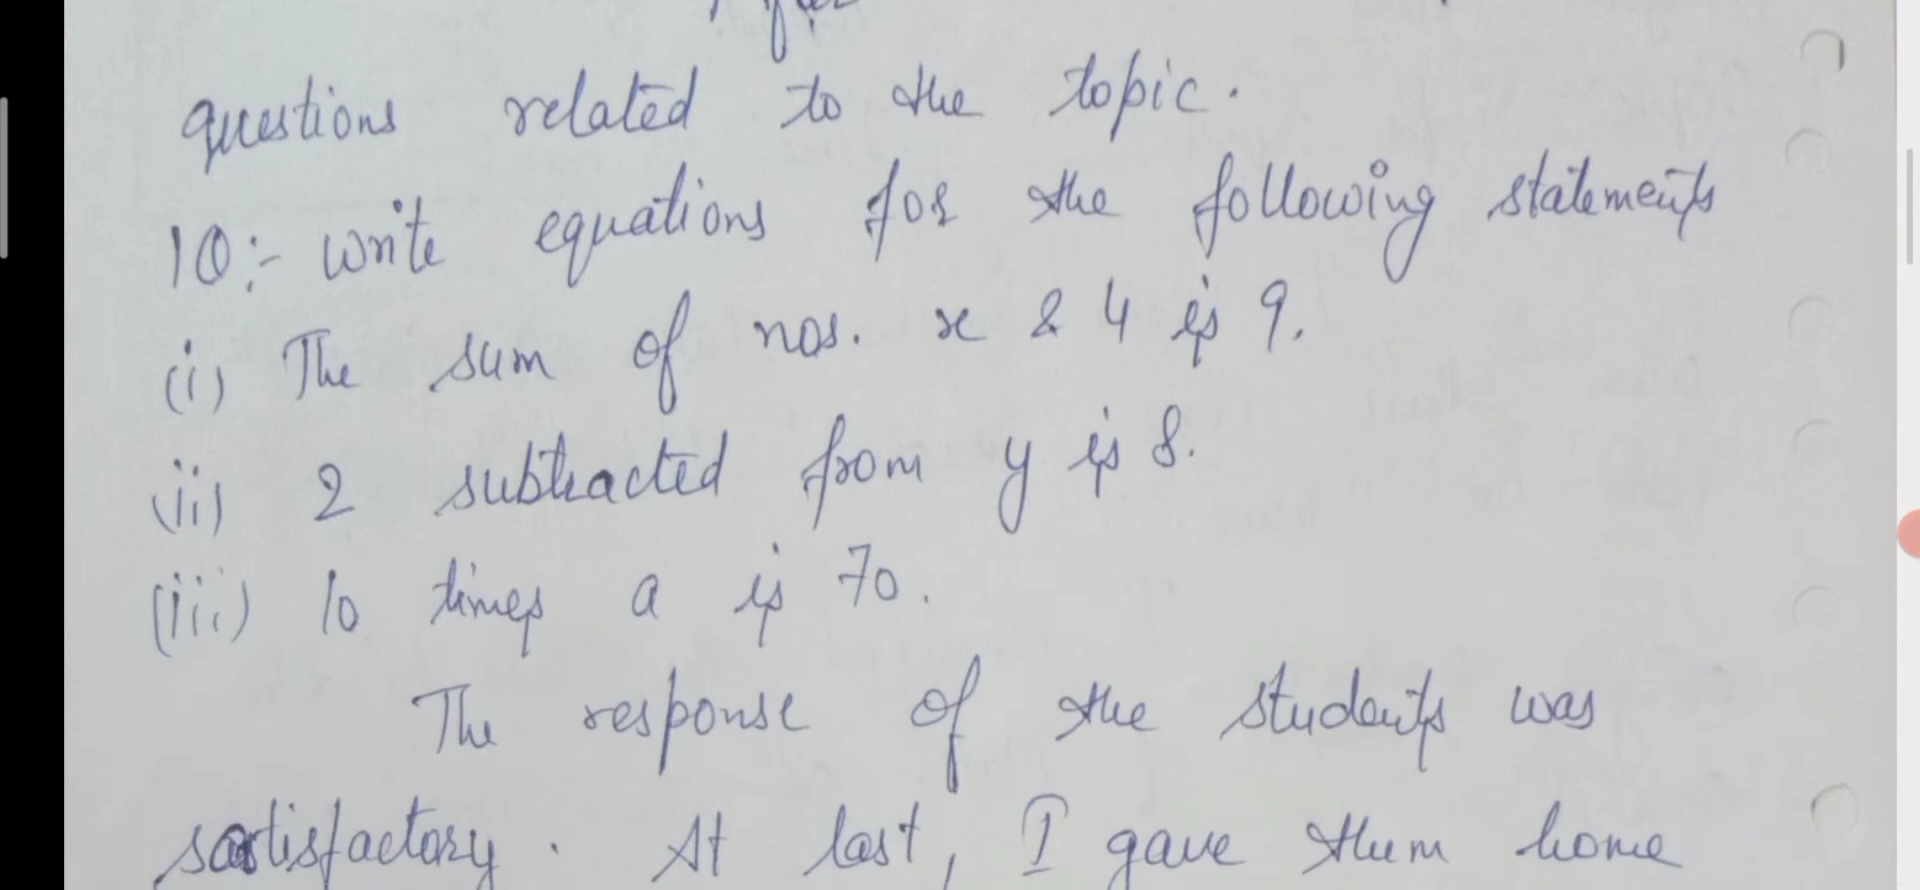 questions related to the topic.
1Q:- write equations for the following statements
(i) The sum of nos. x & 4 is 9.
(ii) 2 subtracted from y is 8.
(iii) 10 times a is 70.
The response of the students was
satisfactory. At last, I gave them home